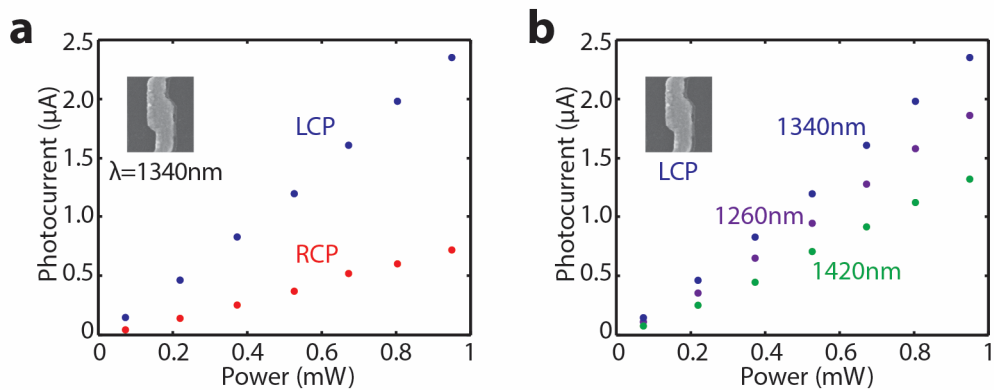 a
2.5
2.0
1.5
1.0
0.5
0
Photocurrent (μA)
LCP
λ=1340nm
RCP
0 0.2 0.4 0.6 0.8 1
Power (mW)
b
2.5
2.0
1.5
1.0
0.5
0
Photocurrent (μA)
1340nm
LCP
1260nm
1420nm
0 0.2 0.4 0.6 0.8 1
Power (mW)